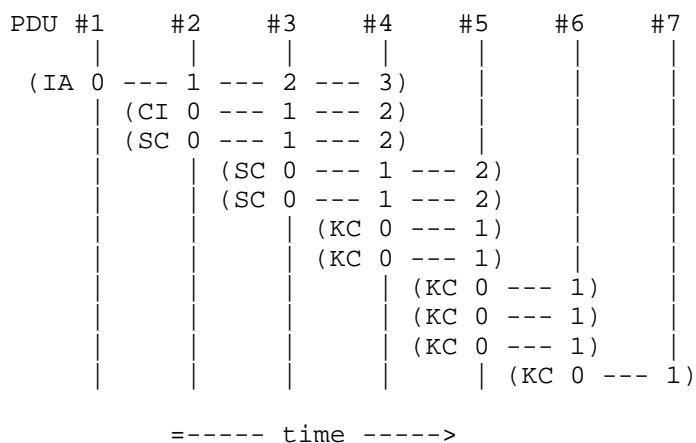 PDU #1    #2    #3    #4    #5    #6    #7
     |     |     |     |     |     |     |
 (IA 0 --- 1 --- 2 --- 3)    |     |     |
     | (CI 0 --- 1 --- 2)    |     |     |
     | (SC 0 --- 1 --- 2)    |     |     |
     |     | (SC 0 --- 1 --- 2)    |     |
     |     | (SC 0 --- 1 --- 2)    |     |
     |     |     | (KC 0 --- 1)    |     |
     |     |     | (KC 0 --- 1)    |     |
     |     |     |     | (KC 0 --- 1)    |
     |     |     |     | (KC 0 --- 1)    |
     |     |     |     | (KC 0 --- 1)    |
     |     |     |     |     | (KC 0 --- 1)
=----- time ----->